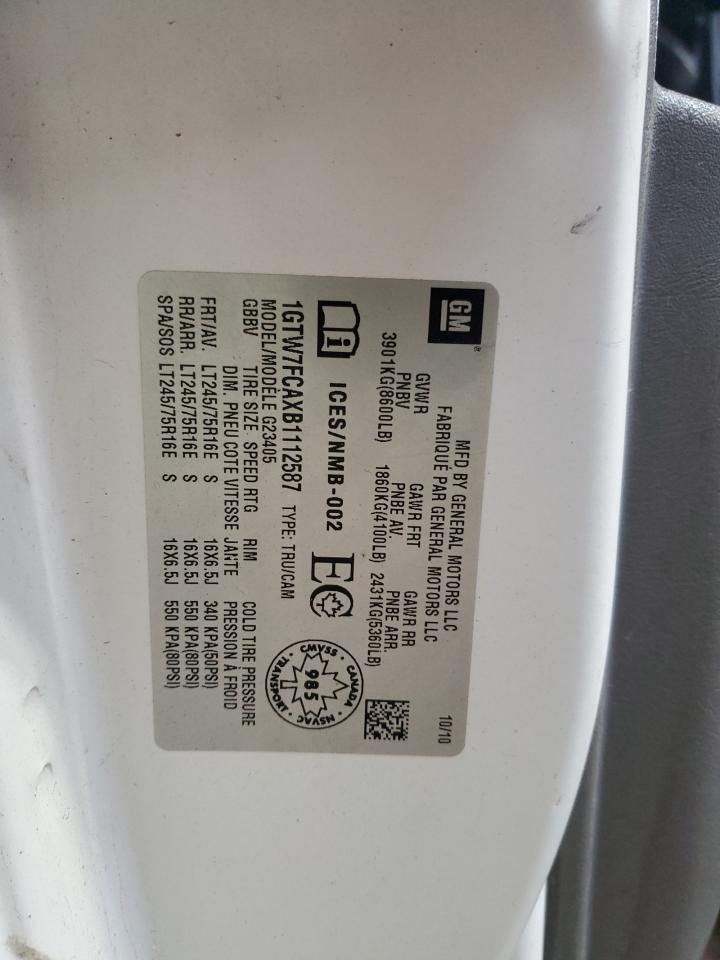 GM ®
MFD BY GENERAL MOTORS LLC 10/10
FABRIQUÉ PAR GENERAL MOTORS LLC
GVWR GAWR FRT GAWR RR
PNBV PNBE AV. PNBE ARR.
3901KG(8600LB) 1860KG(4100LB) 2431KG(5360LB)
i ICES/NMB-002 EC
CANADA
CMVSS 985 NSVAC
TRANSPORT
1GTW7FCAXB1112587 TYPE: TRU/CAM
MODEL/MODELE G23405
GBBV TIRE SIZE SPEED RTG RIM COLD TIRE PRESSURE
DIM. PNEU COTE VITESSE JANTE PRESSION À FROID
FRT/AV. LT245/75R16E S 16X6.5J 340 KPA(50PSI)
RR/ARR. LT245/75R16E S 16X6.5J 550 KPA(80PSI)
SPA/SOS LT245/75R16E S 16X6.5J 550 KPA(80PSI)